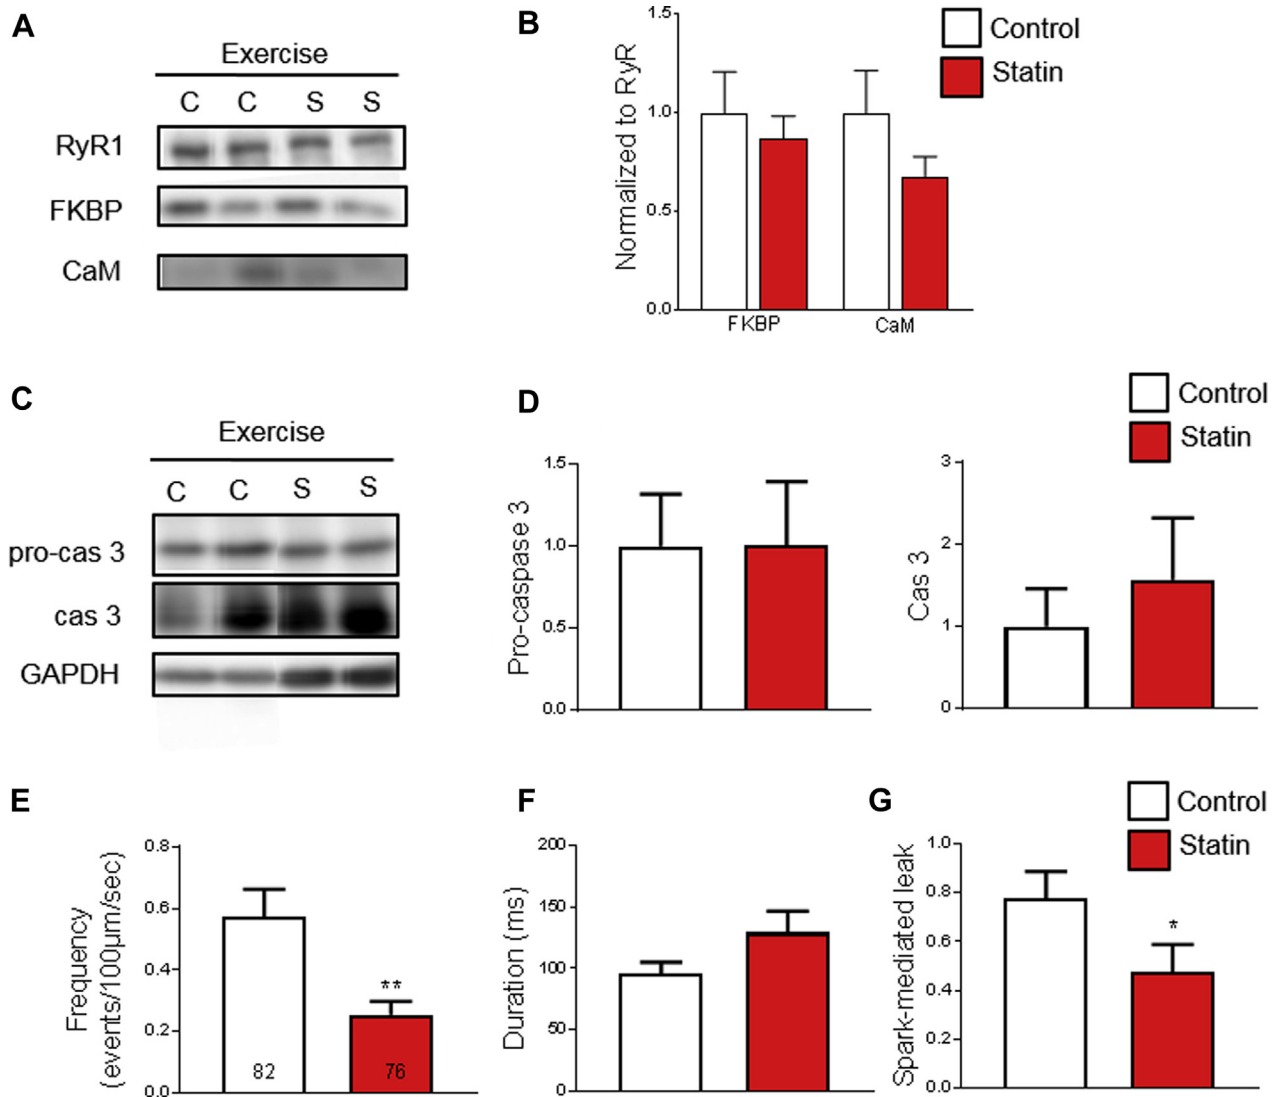 A
Exercise
C C S S
RyR1
FKBP
CaM
B
Normalized to RyR
1.5
1.0
0.5
0.0
FKBP CaM
Control
Statin
C
Exercise
C C S S
pro-cas 3
cas 3
GAPDH
D
Control
Statin
Pro-caspase 3
1.5
1.0
0.5
0.0
Cas 3
3
2
1
0
E
Frequency
(events/100μm/sec)
0.8
0.6
0.4
0.2
0.0
**
82 76
F
Duration (ms)
200
150
100
50
0
G
Control
Statin
Spark-mediated leak
1.0
0.8
0.6
0.4
0.2
0.0
*